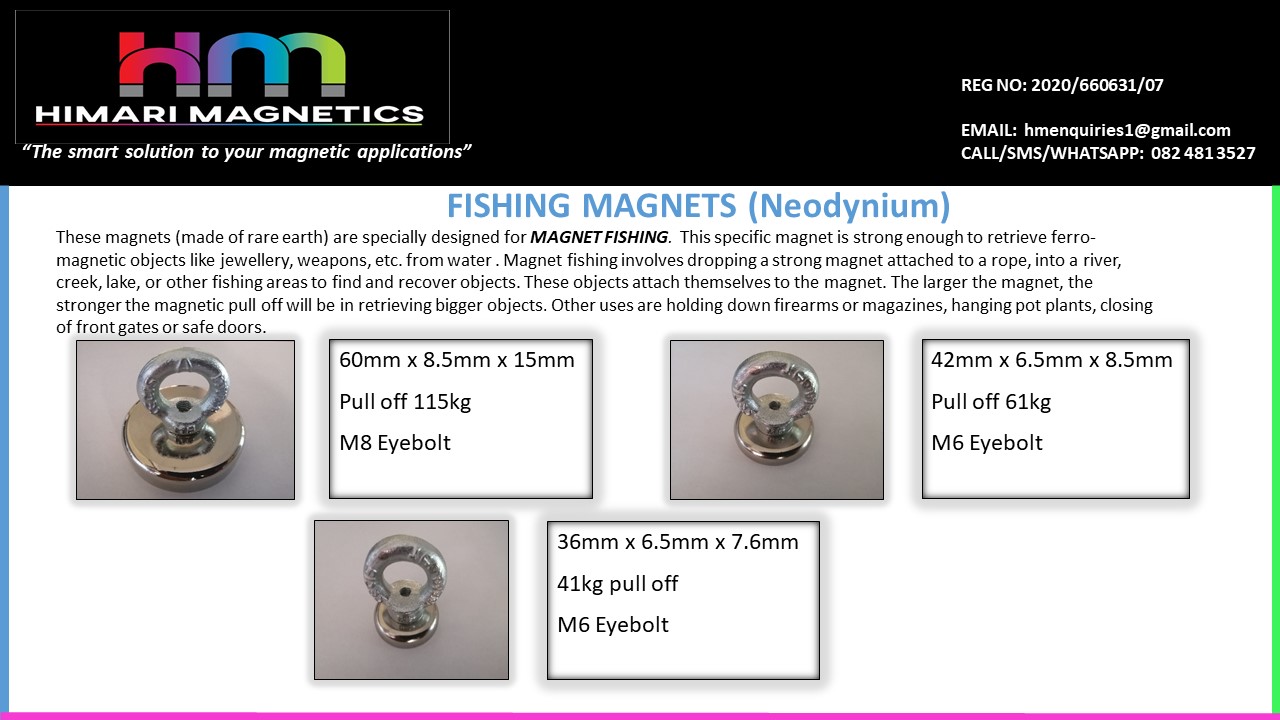 HM
HIMARI MAGNETICS
“The smart solution to your magnetic applications”
REG NO: 2020/660631/07
EMAIL: hmenquiries1@gmail.com
CALL/SMS/WHATSAPP: 082 481 3527
FISHING MAGNETS (Neodynium)
These magnets (made of rare earth) are specially designed for MAGNET FISHING. This specific magnet is strong enough to retrieve ferro-
magnetic objects like jewellery, weapons, etc. from water . Magnet fishing involves dropping a strong magnet attached to a rope, into a river,
creek, lake, or other fishing areas to find and recover objects. These objects attach themselves to the magnet. The larger the magnet, the
stronger the magnetic pull off will be in retrieving bigger objects. Other uses are holding down firearms or magazines, hanging pot plants, closing
of front gates or safe doors.
60mm x 8.5mm x 15mm
Pull off 115kg
M8 Eyebolt
42mm x 6.5mm x 8.5mm
Pull off 61kg
M6 Eyebolt
36mm x 6.5mm x 7.6mm
41kg pull off
M6 Eyebolt